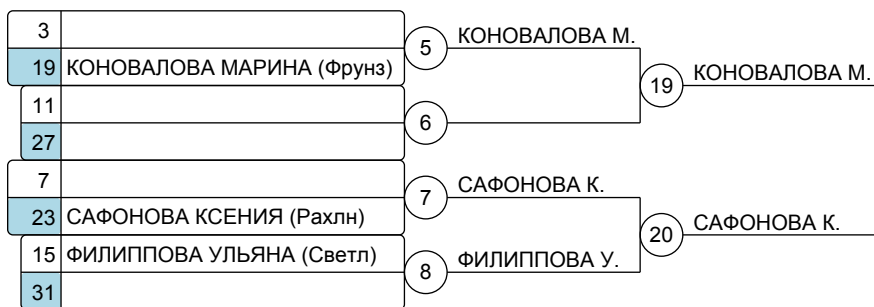 3
5 КОНОВАЛОВА М.
19 КОНОВАЛОВА МАРИНА (Фрунз)
19 КОНОВАЛОВА М.
11
6
27
7
7 САФОНОВА К.
23 САФОНОВА КСЕНИЯ (Рахлн)
20 САФОНОВА К.
15 ФИЛИППОВА УЛЬЯНА (Светл)
8 ФИЛИППОВА У.
31